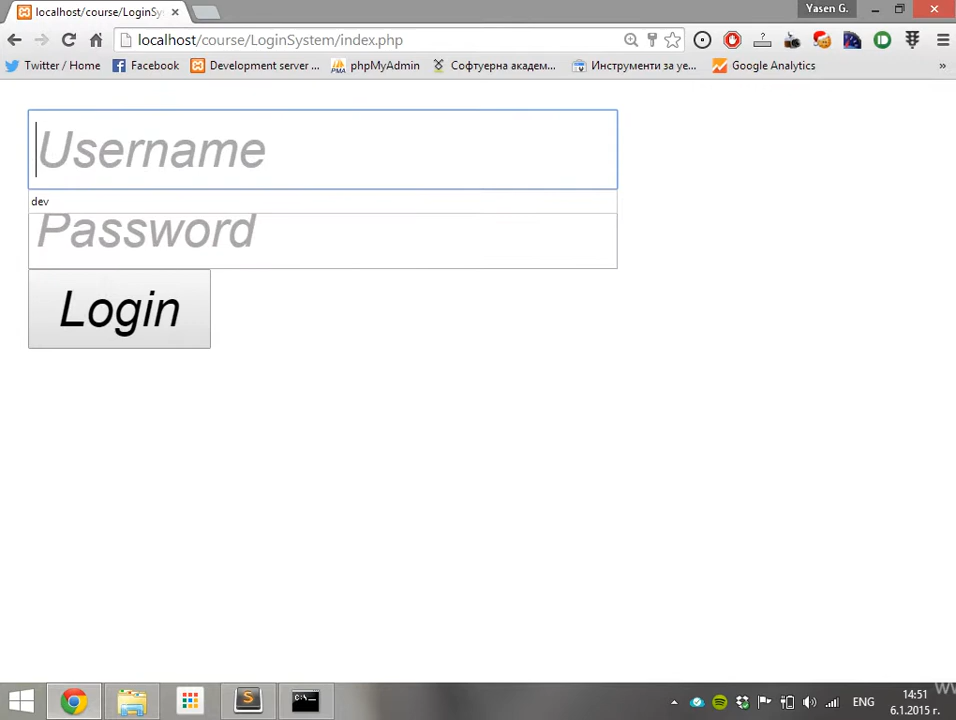 localhost/course/LoginSy
Yasen G.
localhost/course/LoginSystem/index.php
Twitter / Home
Facebook
Development server ...
phpMyAdmin
Софтуерна академ...
Инструменти за уе...
Google Analytics
»
Username
dev
Password
Login
ENG
14:51
6.1.2015 г.